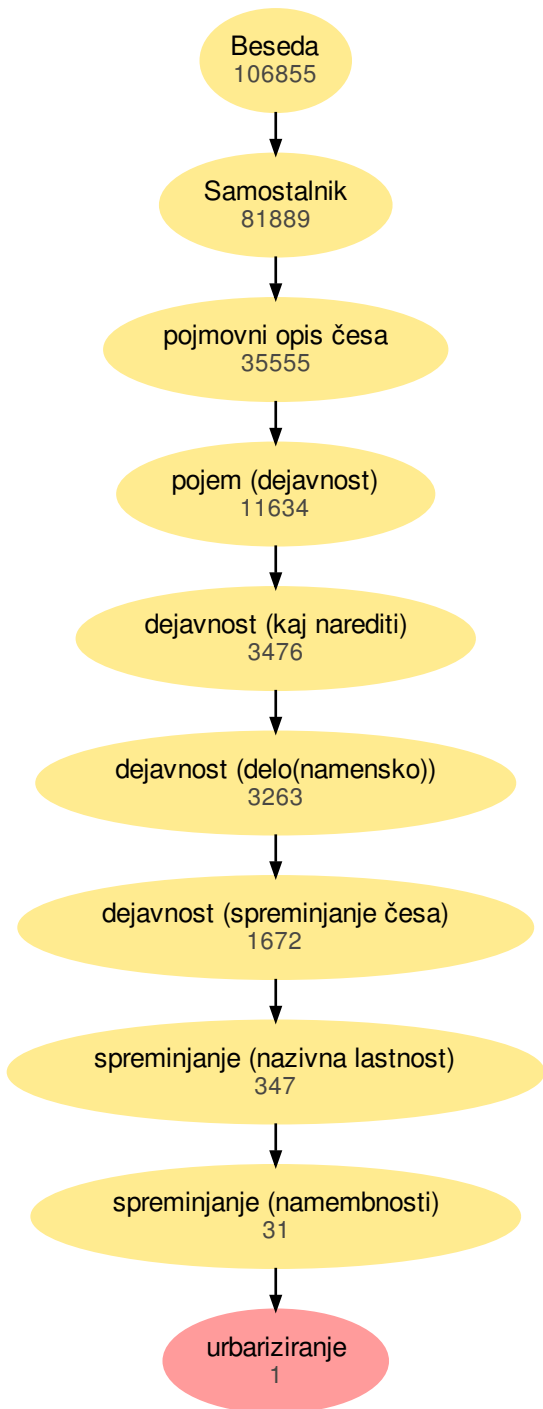 Beseda
106855
Samostalnik
81889
pojmovni opis česa
35555
pojem (dejavnost)
11634
dejavnost (kaj narediti)
3476
dejavnost (delo(namensko))
3263
dejavnost (spreminjanje česa)
1672
spreminjanje (nazivna lastnost)
347
spreminjanje (namembnosti)
31
urbariziranje
1